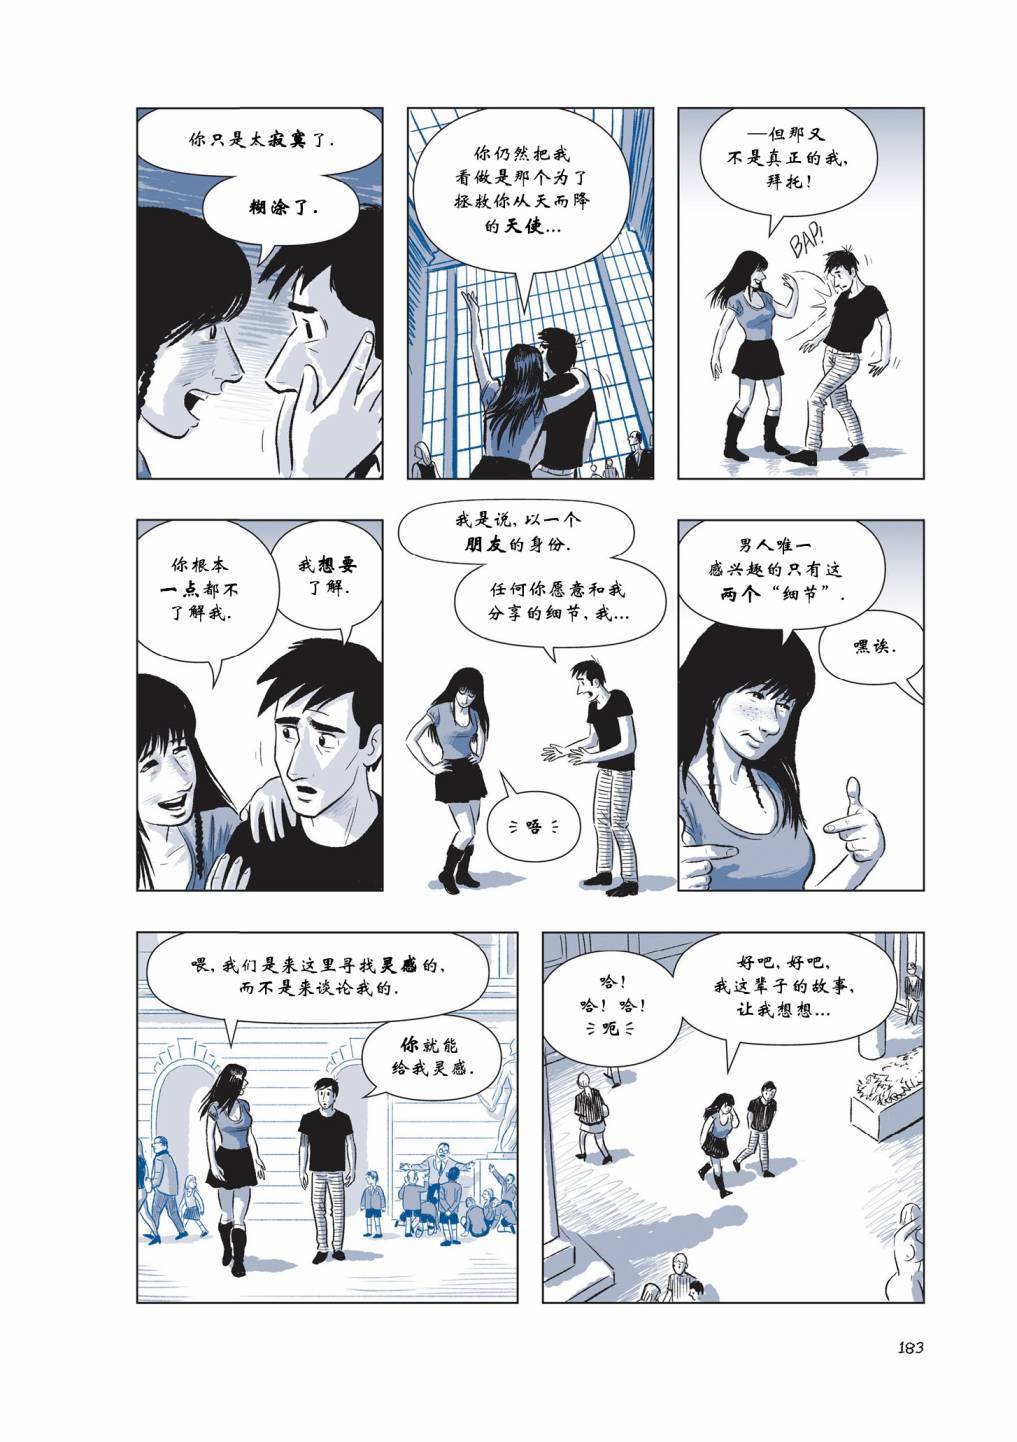 你只是太寂寞了.
糊涂了.
你仍然把我
看做是那个为了
拯救你从天而降
的天使...
—但那又
不是真正的我,
拜托!
BAP!
你根本
一点都不
了解我.
我想要
了解.
我是说, 以一个
朋友的身份.
任何你愿意和我
分享的细节, 我...
唔
男人唯一
感兴趣的只有这
两个“细节”.
嘿诶.
喂, 我们是来这里寻找灵感的,
而不是来谈论我的.
你就能
给我灵感.
哈!
哈! 哈!
呃
好吧, 好吧,
我这辈子的故事,
让我想想...
183